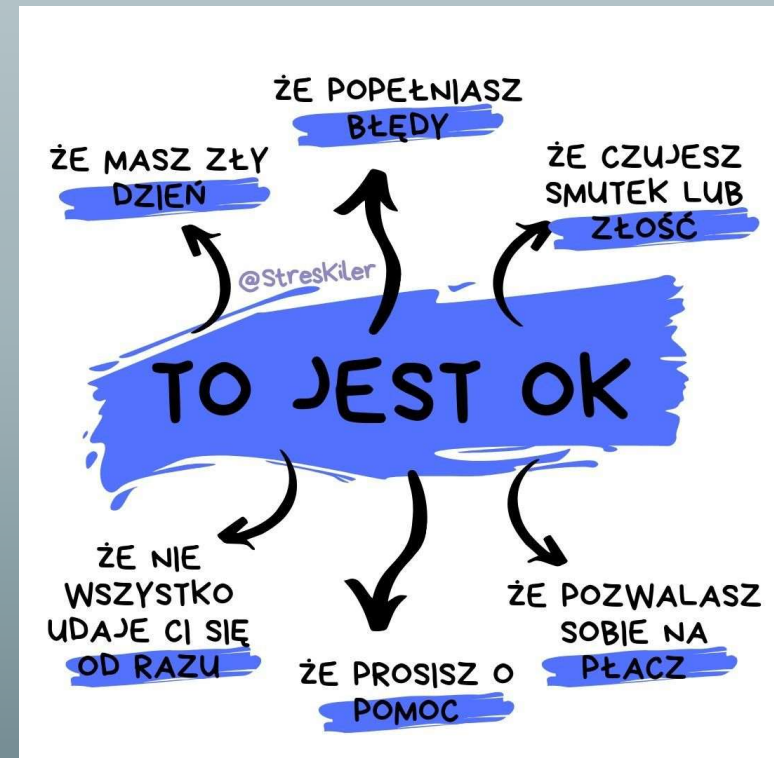 ŻE POPEŁNIASZ
BŁĘDY
ŻE MASZ ZŁY
DZIEŃ
ŻE CZUJESZ
SMUTEK LUB
ZŁOŚĆ
@StresKiler
TO JEST OK
ŻE NIE
WSZYSTKO
UDAJE CI SIĘ
OD RAZU
ŻE PROSISZ O
POMOC
ŻE POZWALASZ
SOBIE NA
PŁACZ